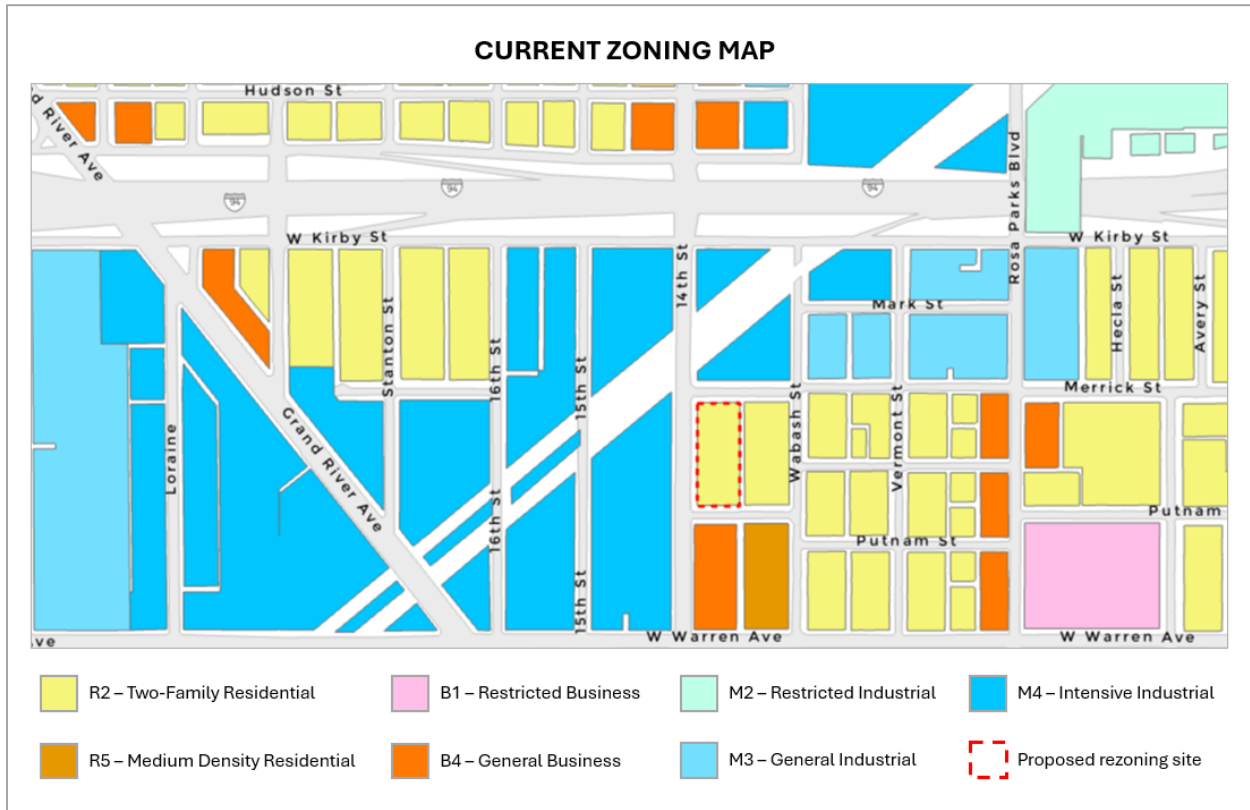 CURRENT ZONING MAP
Hudson St
d River Ave
94
94
94
W Kirby St
W Kirby St
Rosa Parks Blvd
14th St
Mark St
Stanton St
16th St
15th St
Hecla St
Avery St
Merrick St
Loraine
Grand River Ave
Wabash St
Vermont St
16th St
Putnam
Putnam St
15th St
ve
W Warren Ave
W Warren Ave
R2 – Two-Family Residential
B1 – Restricted Business
M2 – Restricted Industrial
M4 – Intensive Industrial
R5 – Medium Density Residential
B4 – General Business
M3 – General Industrial
Proposed rezoning site